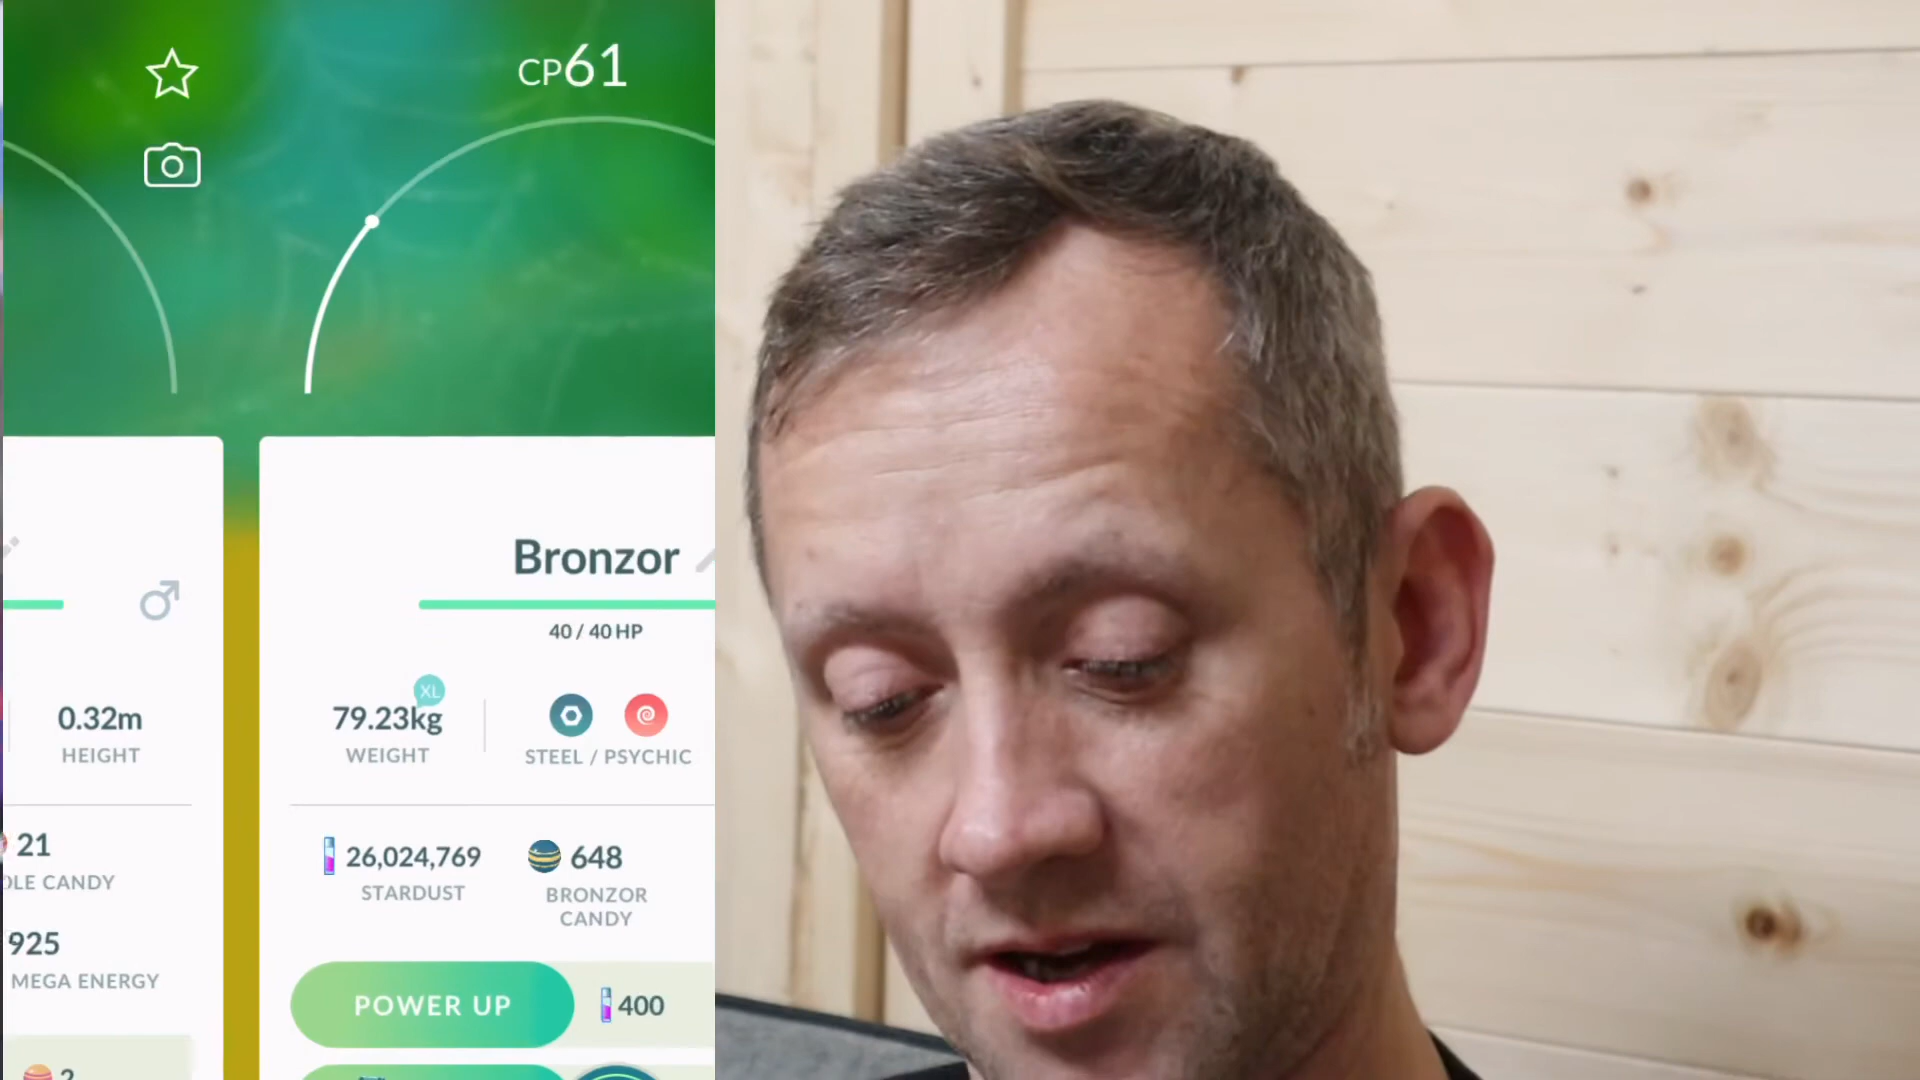 CP61
Bronzor
40 / 40 HP
XL
0.32m
79.23kg
HEIGHT
WEIGHT
STEEL / PSYCHIC
21
26,024,769
648
CANDY
STARDUST
BRONZOR
CANDY
925
MEGA ENERGY
POWER UP
400
2